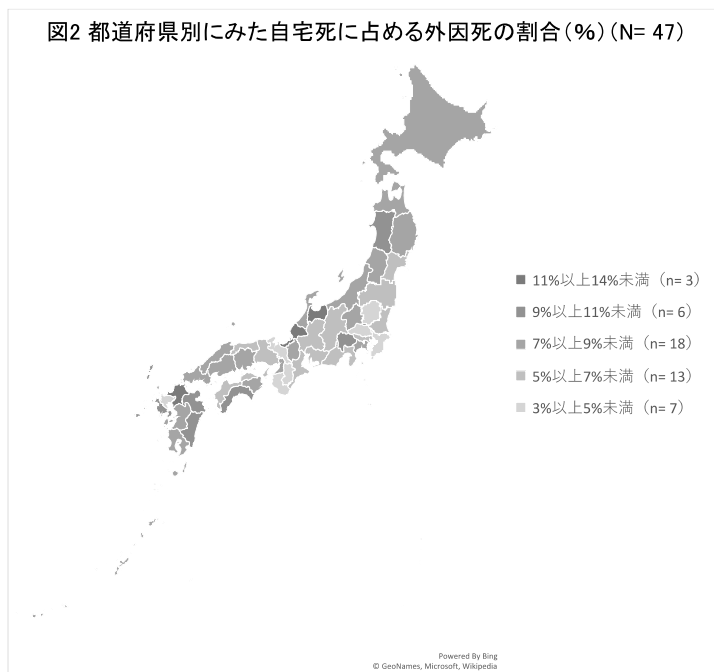 図2 都道府県別にみた自宅死に占める外因死の割合(%)(N= 47)
11%以上14%未満(n= 3)
9%以上11%未満(n= 6)
7%以上9%未満(n= 18)
5%以上7%未満(n= 13)
3%以上5%未満(n= 7)
Powered By Bing
© GeoNames, Microsoft, Wikipedia